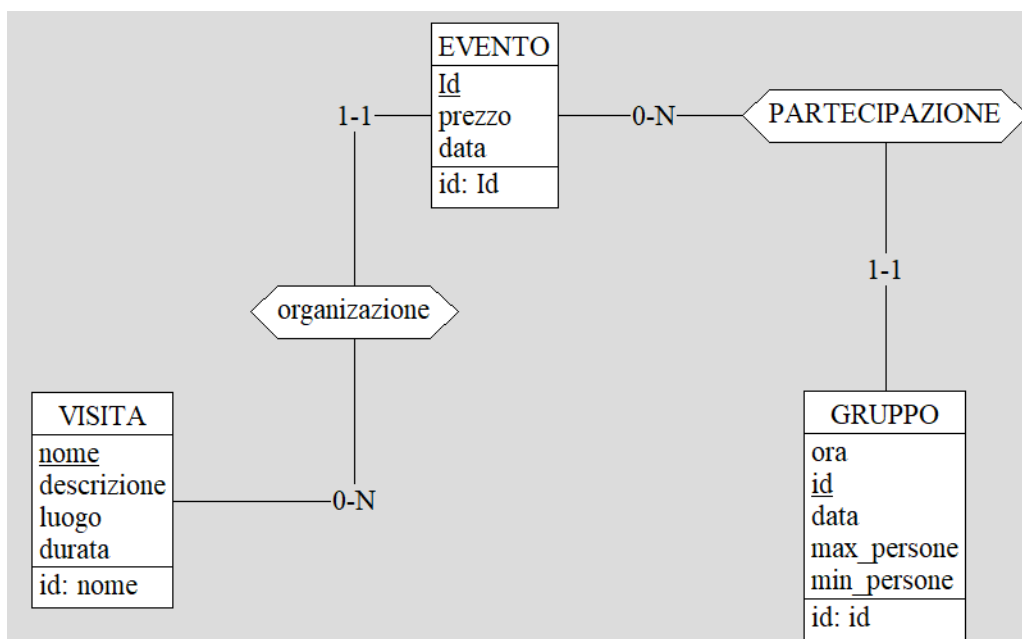 EVENTO
Id
prezzo
data
id: Id
1-1
0-N
PARTECIPAZIONE
1-1
organizazione
VISITA
nome
descrizione
luogo
durata
id: nome
0-N
GRUPPO
ora
id
data
max_persone
min_persone
id: id